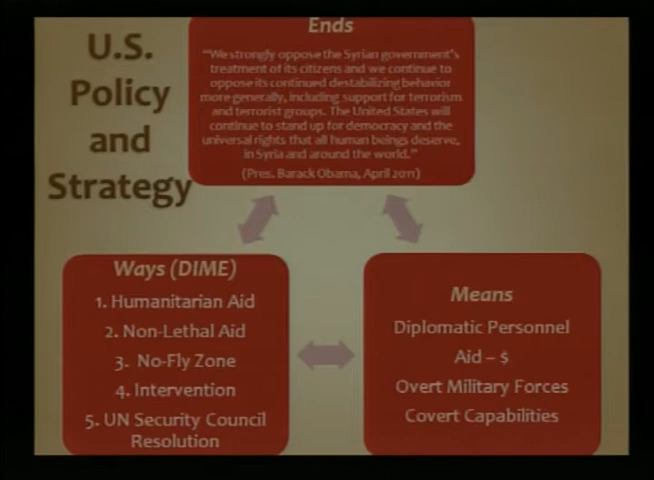 U.S.
Policy
and
Strategy
Ends
"We strongly oppose the Syrian government's
treatment of its citizens and we continue to
oppose its continued destabilizing behavior
more generally, including support for terrorism
and terrorist groups. The United States will
continue to stand up for democracy and the
universal rights that all human beings deserve,
in Syria and around the world."
(Pres. Barack Obama, April 2011)
Ways (DIME)
1. Humanitarian Aid
2. Non-Lethal Aid
3. No-Fly Zone
4. Intervention
5. UN Security Council
Resolution
Means
Diplomatic Personnel
Aid – $
Overt Military Forces
Covert Capabilities